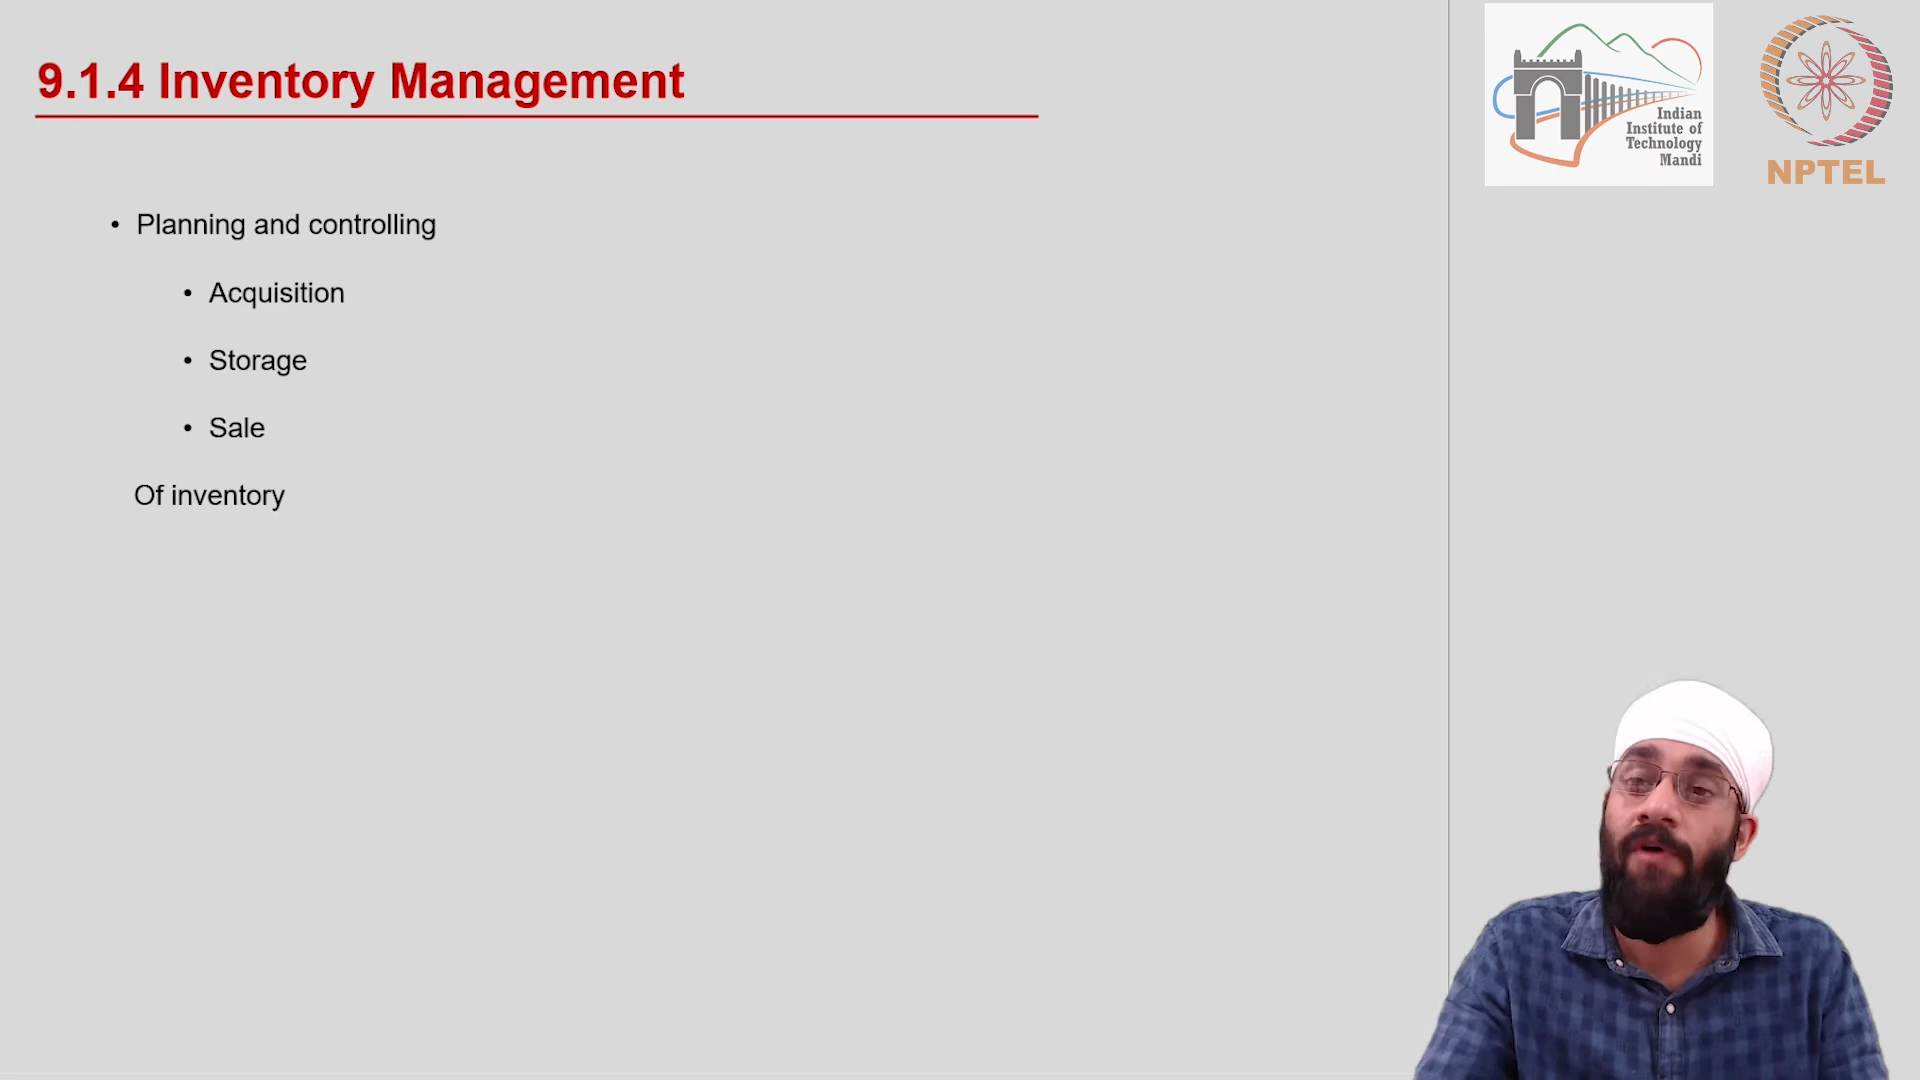 9.1.4 Inventory Management
• Planning and controlling
• Acquisition
• Storage
• Sale
Of inventory
Indian
Institute of
Technology
Mandi
NPTEL